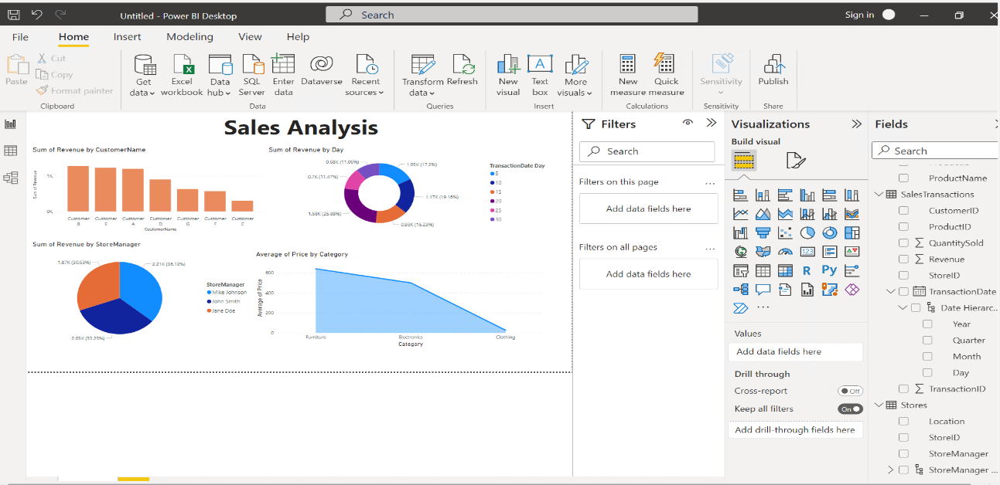 Untitled - Power BI Desktop
Search
Sign in
File Home Insert Modeling View Help
Paste
Cut
Copy
Format painter
Clipboard
Get data
Excel workbook
Data hub
SQL Server
Enter data
Dataverse
Recent sources
Data
Transform data
Refresh
Queries
New visual
Text box
More visuals
Insert
New measure
Quick measure
Calculations
Sensitivity
Sensitivity
Publish
Share
Sales Analysis
Sum of Revenue by CustomerName
Sum of Revenue
1K
0K
Customer B
Customer E
Customer A
Customer D
Customer G
Customer F
Customer C
CustomerName
Sum of Revenue by Day
0.68K (11.06%)
1.05K (17.2%)
0.7K (11.47%)
1.17K (19.16%)
1.58K (25.88%)
0.93K (15.23%)
TransactionDate Day
5
10
15
20
25
30
Sum of Revenue by StoreManager
1.87K (30.63%)
2.21K (36.12%)
2.03K (33.25%)
StoreManager
Mike Johnson
John Smith
Jane Doe
Average of Price by Category
Average of Price
600
400
200
0
Furniture
Electronics
Clothing
Category
Filters
Search
Filters on this page
...
Add data fields here
Filters on all pages
...
Add data fields here
Visualizations
Build visual
123
R
Py
...
Values
Add data fields here
Drill through
Cross-report
Off
Keep all filters
On
Add drill-through fields here
Fields
Search
ProductName
SalesTransactions
CustomerID
ProductID
QuantitySold
Revenue
StoreID
TransactionDate
Date Hierarc...
Year
Quarter
Month
Day
TransactionID
Stores
Location
StoreID
StoreManager
StoreManager ...